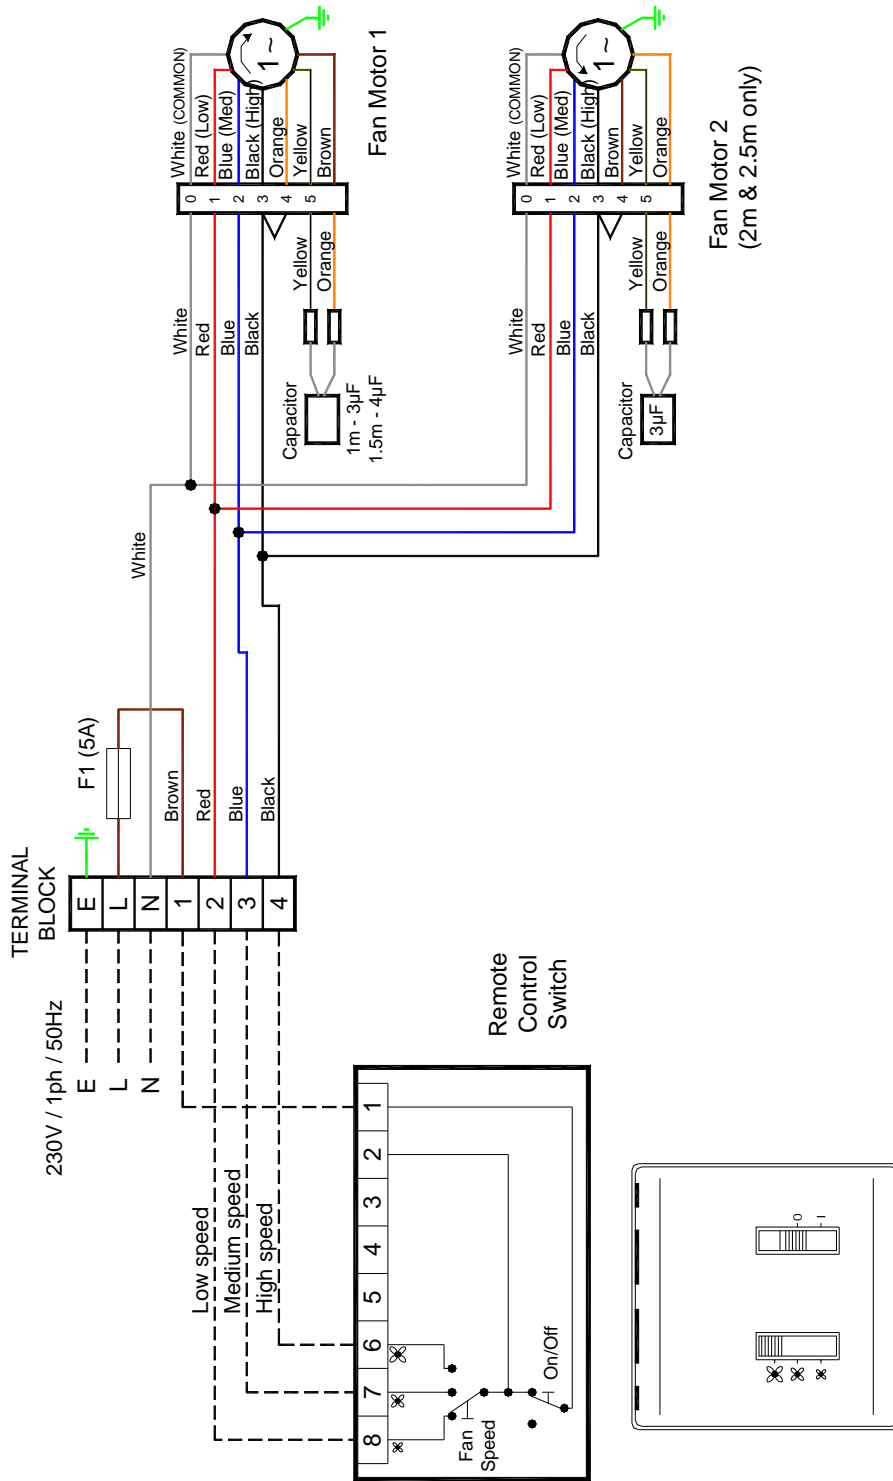 TERMINAL
BLOCK
230V / 1ph / 50Hz
E
L
N
E
L
N
1
2
3
4
F1 (5A)
White
Brown
Red
Blue
Black
White
Red
Blue
Black
Capacitor
1m - 3µF
1.5m - 4µF
Yellow
Orange
0
1
2
3
4
5
White (COMMON)
Red (Low)
Blue (Med)
Black (High)
Orange
Yellow
Brown
1~
Fan Motor 1
White
Red
Blue
Black
Capacitor
3µF
Yellow
Orange
0
1
2
3
4
5
White (COMMON)
Red (Low)
Blue (Med)
Black (High)
Brown
Yellow
Orange
1~
Fan Motor 2
(2m & 2.5m only)
Low speed
Medium speed
High speed
8
7
6
5
4
3
2
1
Fan
Speed
On/Off
Remote
Control
Switch
0
I